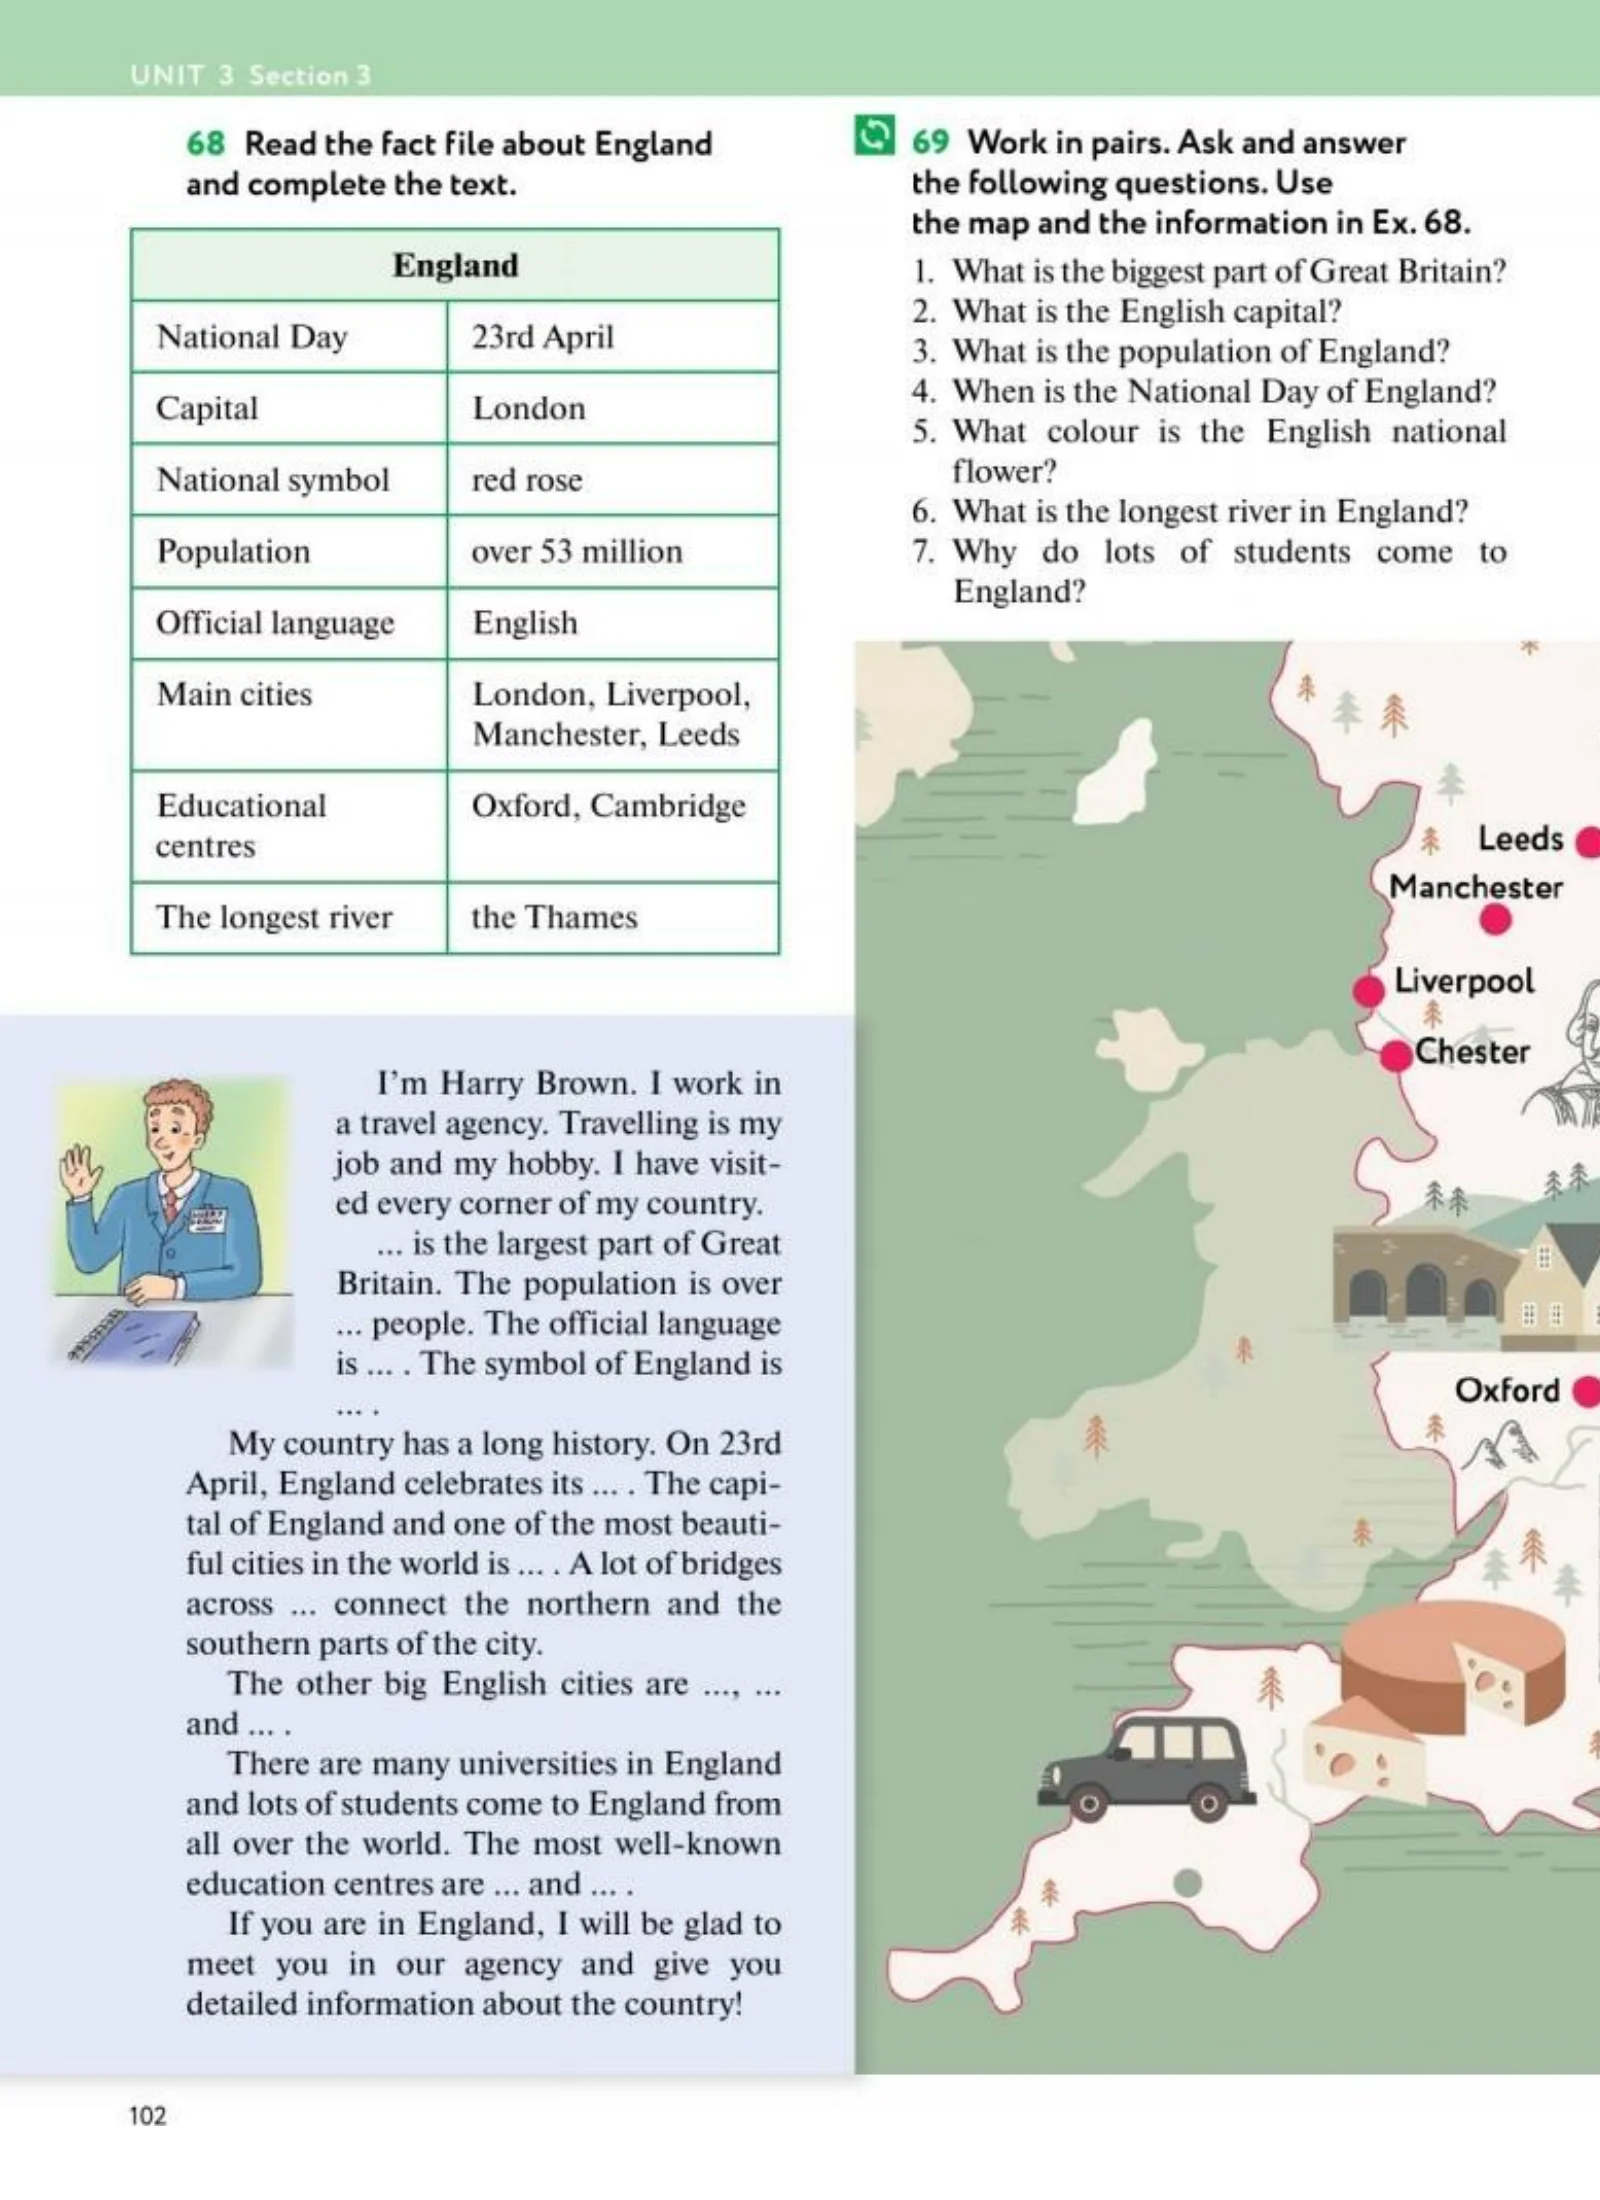 UNIT 3 Section 3
68 Read the fact file about England
and complete the text.
England
National Day 23rd April
Capital London
National symbol red rose
Population over 53 million
Official language English
Main cities London, Liverpool,
Manchester, Leeds
Educational Oxford, Cambridge
centres
The longest river the Thames
I'm Harry Brown. I work in
a travel agency. Travelling is my
job and my hobby. I have visit-
ed every corner of my country.
... is the largest part of Great
Britain. The population is over
... people. The official language
is ... . The symbol of England is
... .
My country has a long history. On 23rd
April, England celebrates its ... . The capi-
tal of England and one of the most beauti-
ful cities in the world is ... . A lot of bridges
across ... connect the northern and the
southern parts of the city.
The other big English cities are ..., ...
and ... .
There are many universities in England
and lots of students come to England from
all over the world. The most well-known
education centres are ... and ... .
If you are in England, I will be glad to
meet you in our agency and give you
detailed information about the country!
69 Work in pairs. Ask and answer
the following questions. Use
the map and the information in Ex. 68.
1. What is the biggest part of Great Britain?
2. What is the English capital?
3. What is the population of England?
4. When is the National Day of England?
5. What colour is the English national
flower?
6. What is the longest river in England?
7. Why do lots of students come to
England?
Leeds
Manchester
Liverpool
Chester
Oxford
102